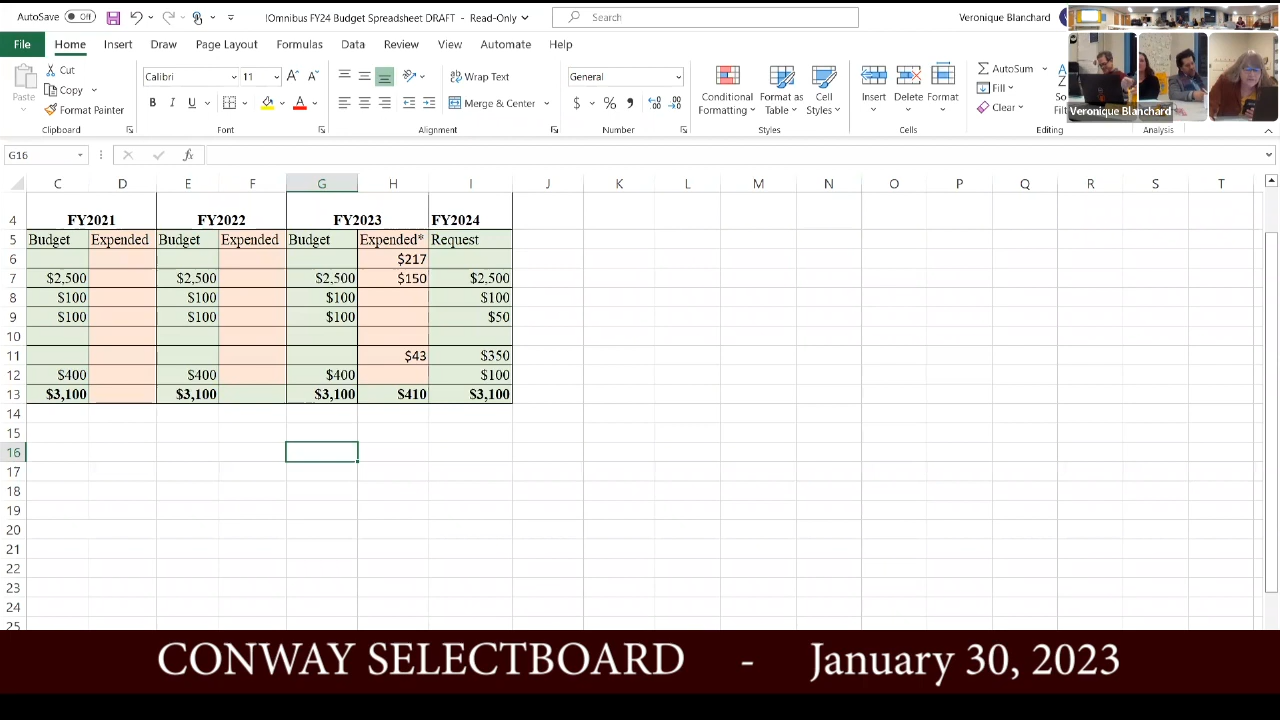 AutoSave Off !Omnibus FY24 Budget Spreadsheet DRAFT - Read-Only Search Veronique Blanchard
File Home Insert Draw Page Layout Formulas Data Review View Automate Help
Paste Cut Copy Format Painter
Calibri 11 A A
B I U A
Wrap Text
Merge & Center
General
$ % 9
Conditional Formatting Format as Table Cell Styles
Insert Delete Format
AutoSum
Fill
Clear
Veronique Blanchard
Clipboard Font Alignment Number Styles Cells Editing Analysis
G16 fx
C D E F G H I J K L M N O P Q R S T
4 FY2021 FY2022 FY2023 FY2024
5 Budget Expended Budget Expended Budget Expended* Request
6 $217
7 $2,500 $2,500 $2,500 $150 $2,500
8 $100 $100 $100 $100
9 $100 $100 $100 $50
10
11 $43 $350
12 $400 $400 $400 $100
13 $3,100 $3,100 $3,100 $410 $3,100
14
15
16
17
18
19
20
21
22
23
24
25
CONWAY SELECTBOARD - January 30, 2023